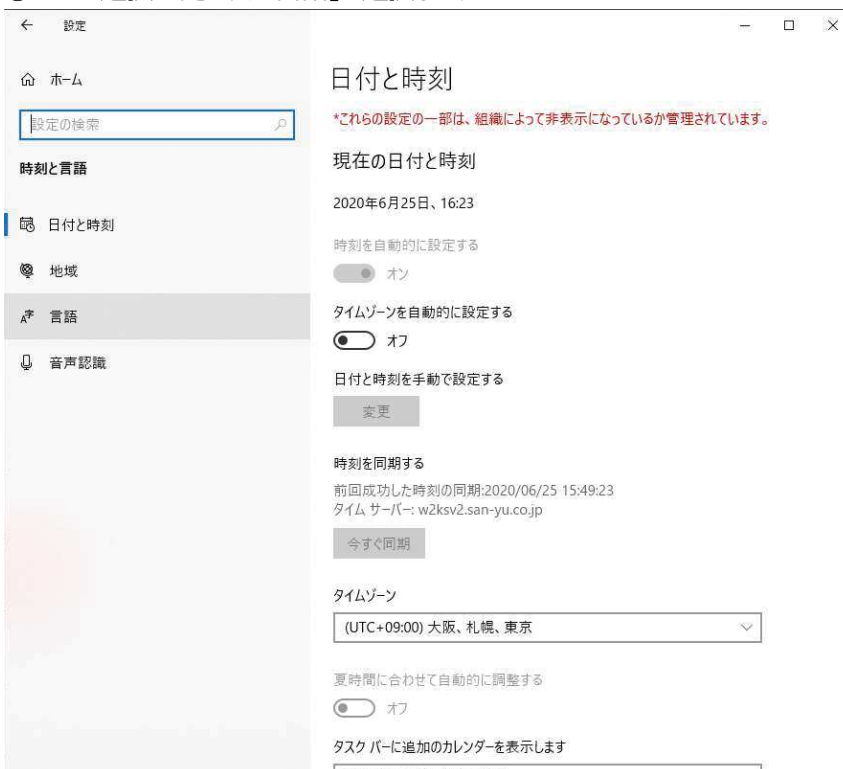 設定
ホーム
設定の検索
時刻と言語
日付と時刻
地域
言語
音声認識
日付と時刻
*これらの設定の一部は、組織によって非表示になっているか管理されています。
現在の日付と時刻
2020年6月25日、16:23
時刻を自動的に設定する
オン
タイムゾーンを自動的に設定する
オフ
日付と時刻を手動で設定する
変更
時刻を同期する
前回成功した時刻の同期:2020/06/25 15:49:23
タイム サーバー: w2ksv2.san-yu.co.jp
今すぐ同期
タイムゾーン
(UTC+09:00) 大阪、札幌、東京
夏時間に合わせて自動的に調整する
オフ
タスク バーに追加のカレンダーを表示します